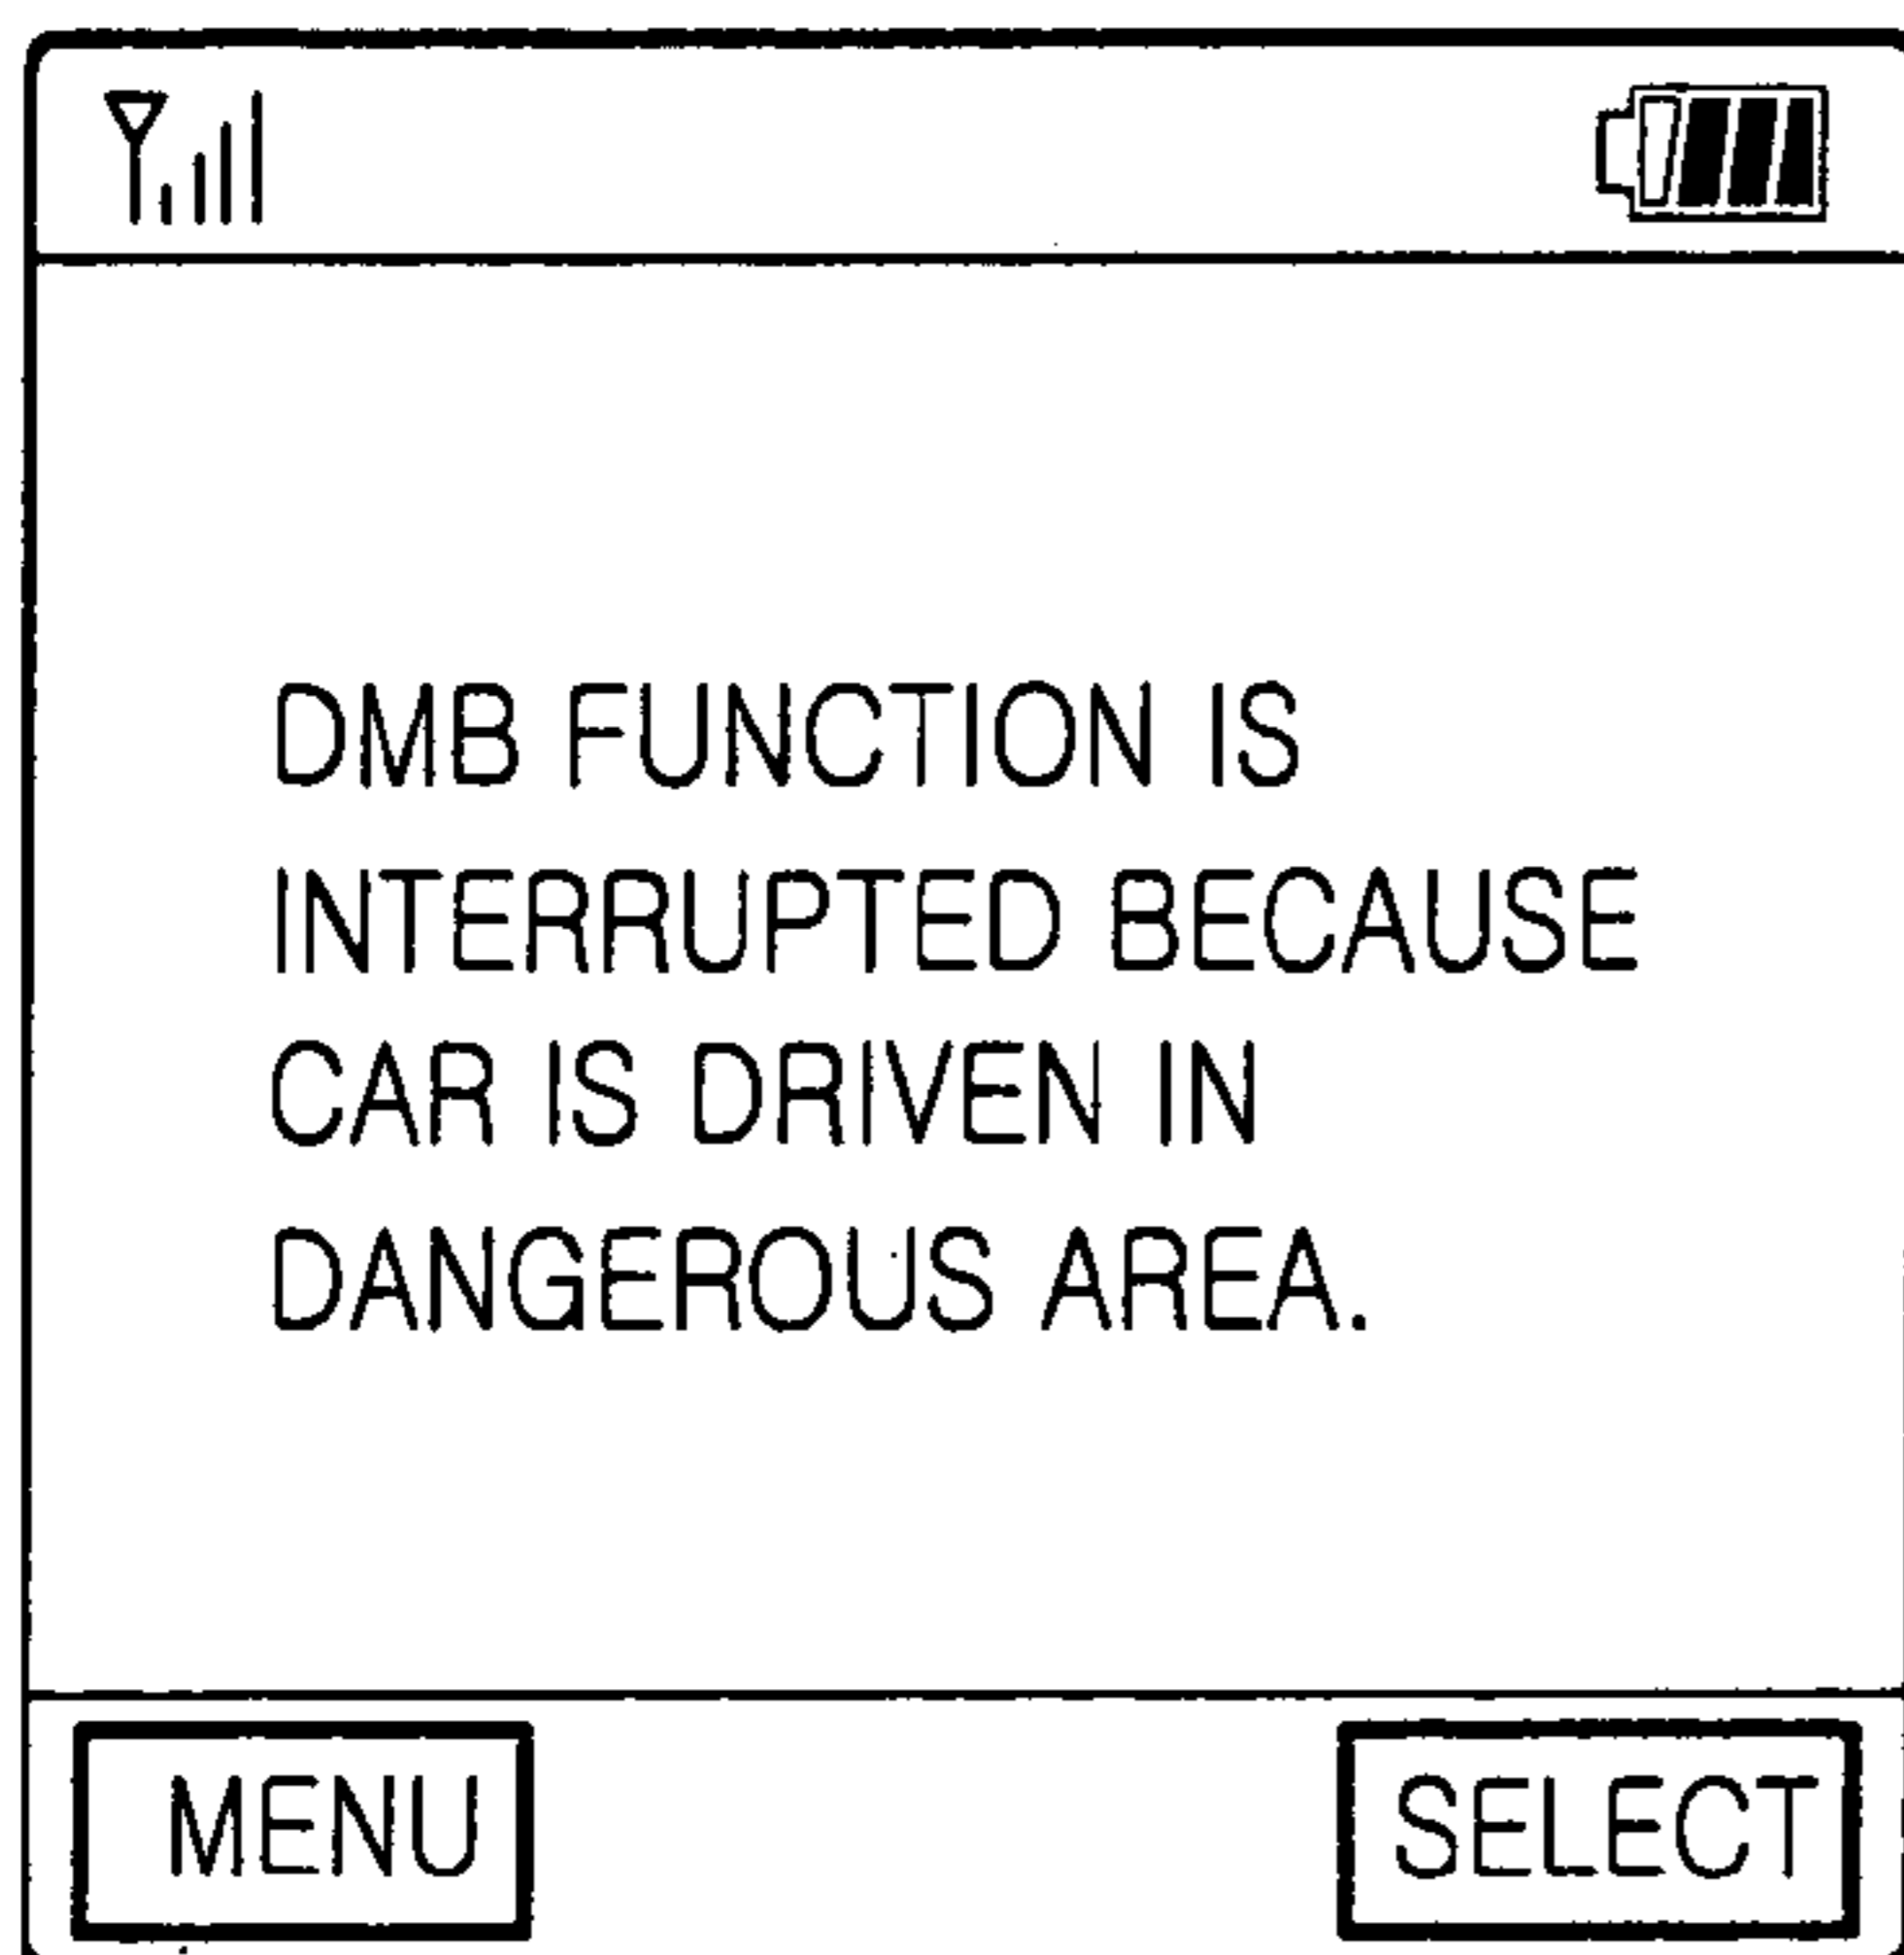 DMB FUNCTION IS
INTERRUPTED BECAUSE
CAR IS DRIVEN IN
DANGEROUS AREA.
MENU
SELECT